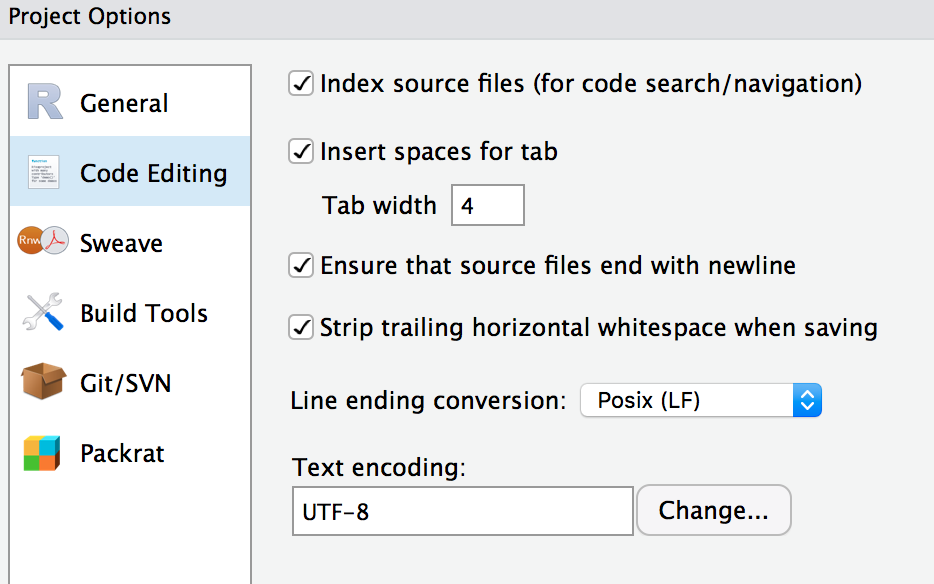 Project Options
General
Code Editing
Rnw
Sweave
Build Tools
Git/SVN
Packrat
Index source files (for code search/navigation)
Insert spaces for tab
Tab width 4
Ensure that source files end with newline
Strip trailing horizontal whitespace when saving
Line ending conversion: Posix (LF)
Text encoding:
UTF-8
Change...